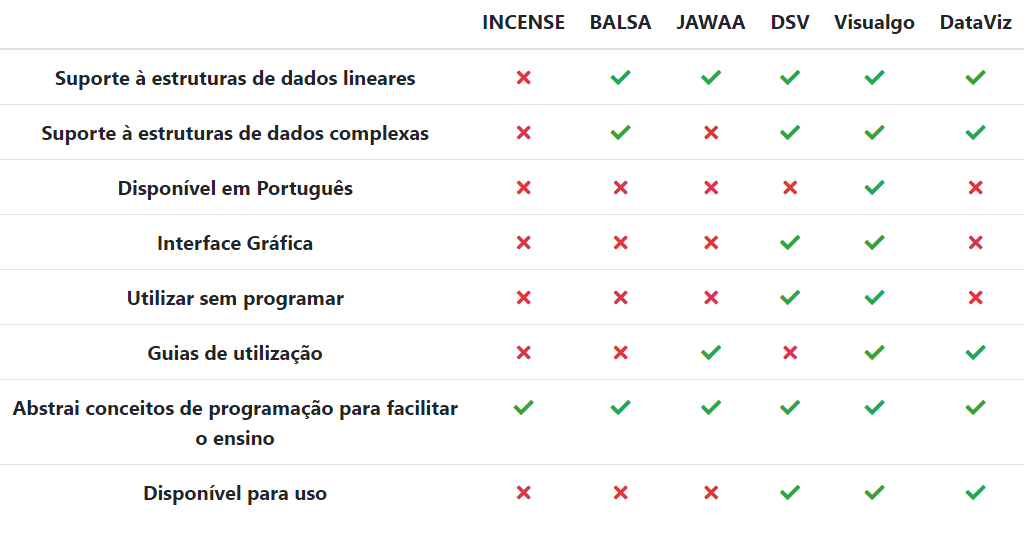 INCENSE BALSA JAWAA DSV Visualgo DataViz
Suporte à estruturas de dados lineares
Suporte à estruturas de dados complexas
Disponível em Português
Interface Gráfica
Utilizar sem programar
Guias de utilização
Abstrai conceitos de programação para facilitar
o ensino
Disponível para uso